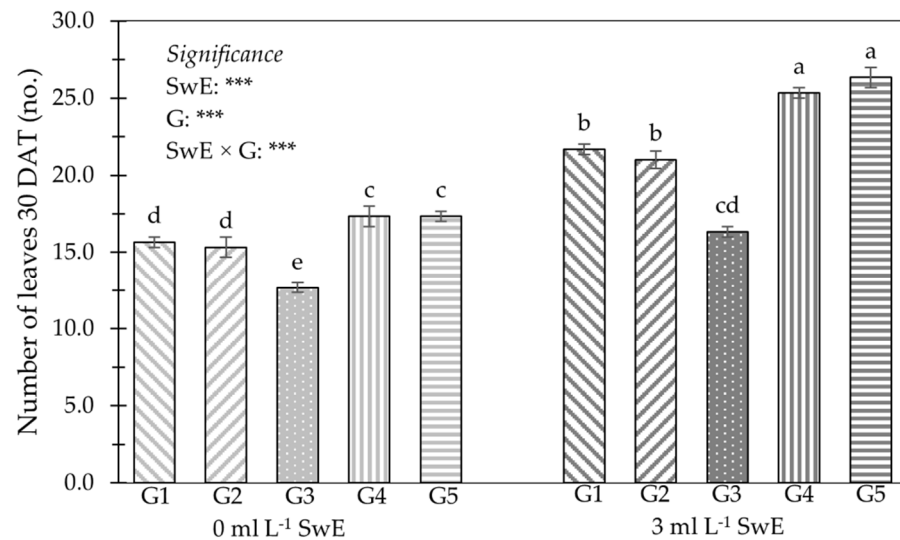 Number of leaves 30 DAT (no.)
30.0
25.0
20.0
15.0
10.0
5.0
0.0
Significance
SwE: ***
G: ***
SwE × G: ***
d
d
e
c
c
b
b
cd
a
a
G1 G2 G3 G4 G5 G1 G2 G3 G4 G5
0 ml L⁻¹ SwE 3 ml L⁻¹ SwE